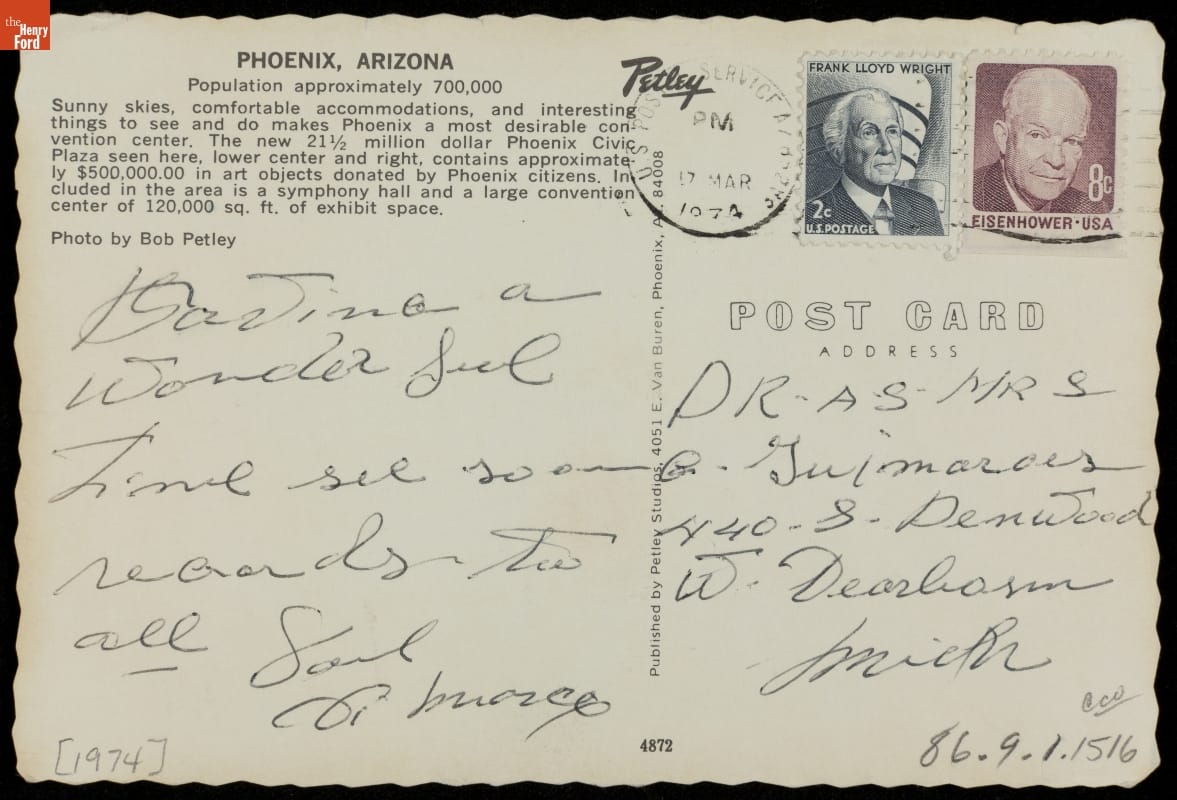 the
Henry
Ford
PHOENIX, ARIZONA
Population approximately 700,000
Sunny skies, comfortable accommodations, and interesting
things to see and do makes Phoenix a most desirable con-
vention center. The new 21½ million dollar Phoenix Civic
Plaza seen here, lower center and right, contains approximate-
ly $500,000.00 in art objects donated by Phoenix citizens. In-
cluded in the area is a symphony hall and a large convention
center of 120,000 sq. ft. of exhibit space.
Photo by Bob Petley
Having a
Wonder ful
time see soon
regards to
all
[1974]
Petley
Published by Petley Studios, 4051 E. Van Buren, Phoenix, Az. 84008
4872
U.S. POSTAL SERVICE
PM
17 MAR
1974
FRANK LLOYD WRIGHT
2c
U.S. POSTAGE
8c
EISENHOWER·USA
POST CARD
ADDRESS
DR-A-S-MRS
Guimaraes
440-S-Denwood
W. Dearborn
Mich
86.9.1.1516